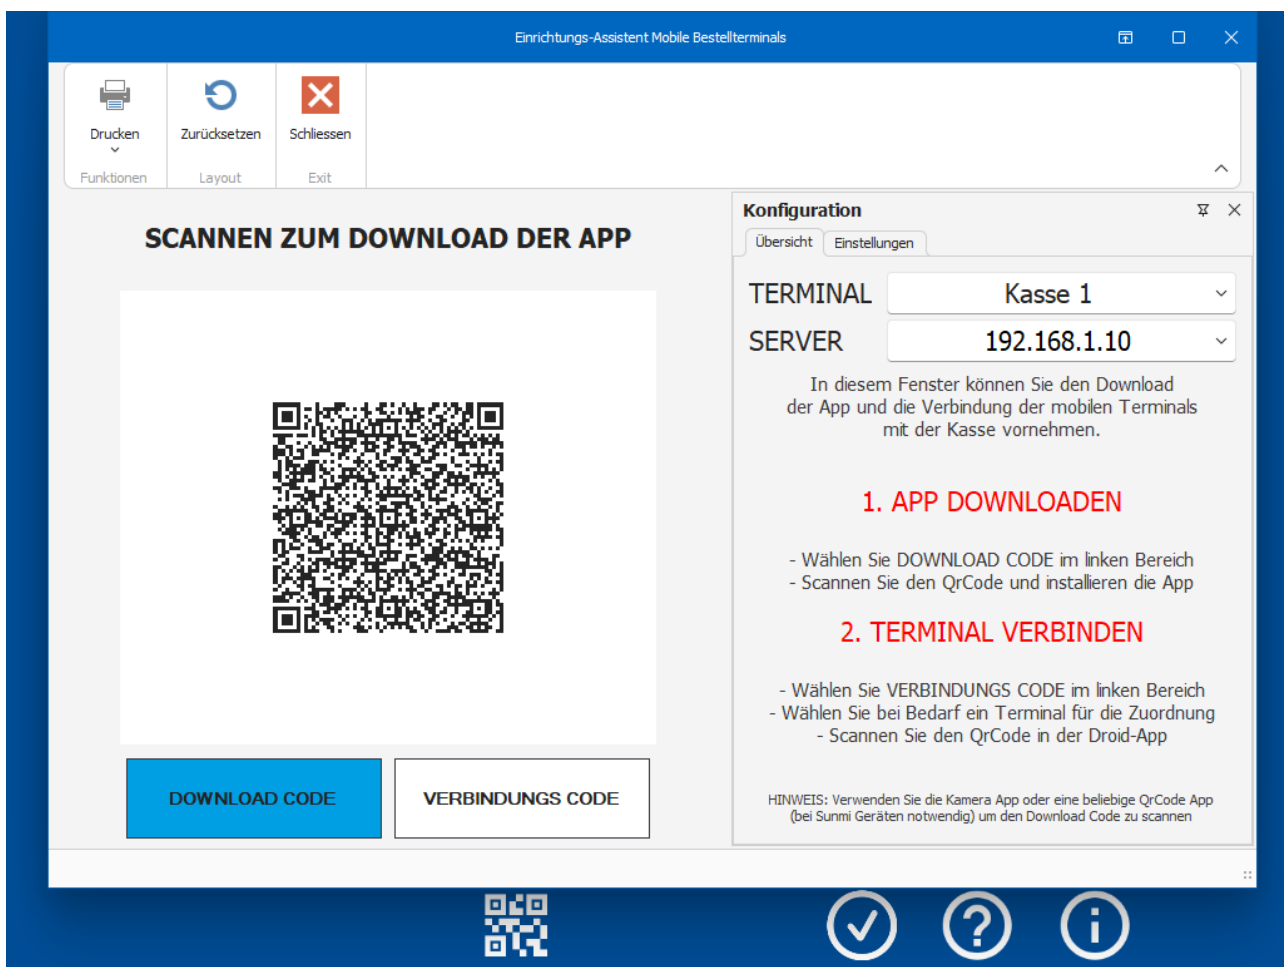 Einrichtungs-Assistent Mobile Bestellterminals
Drucken
Zurücksetzen
Schliessen
Funktionen
Layout
Exit
SCANNEN ZUM DOWNLOAD DER APP
DOWNLOAD CODE
VERBINDUNGS CODE
Konfiguration
Übersicht
Einstellungen
TERMINAL
Kasse 1
SERVER
192.168.1.10
In diesem Fenster können Sie den Download
der App und die Verbindung der mobilen Terminals
mit der Kasse vornehmen.
1. APP DOWNLOADEN
- Wählen Sie DOWNLOAD CODE im linken Bereich
- Scannen Sie den QrCode und installieren die App
2. TERMINAL VERBINDEN
- Wählen Sie VERBINDUNGS CODE im linken Bereich
- Wählen Sie bei Bedarf ein Terminal für die Zuordnung
- Scannen Sie den QrCode in der Droid-App
HINWEIS: Verwenden Sie die Kamera App oder eine beliebige QrCode App
(bei Sunmi Geräten notwendig) um den Download Code zu scannen